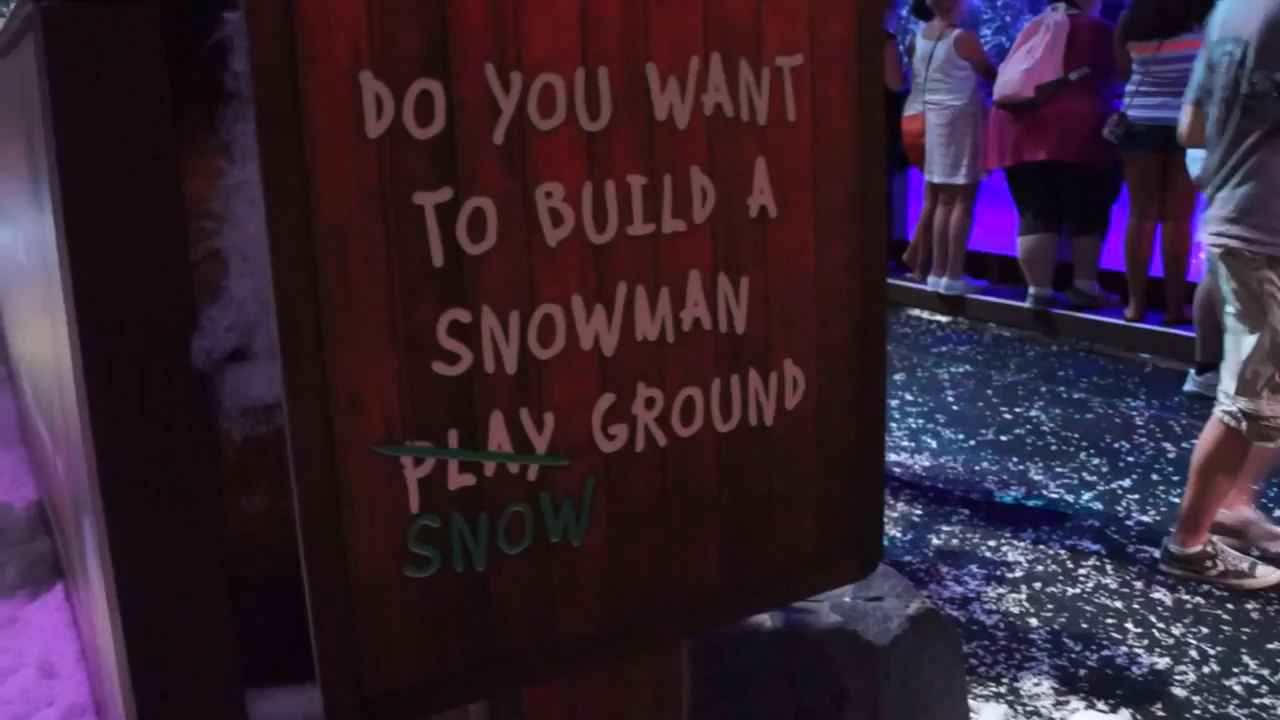 DO YOU WANT
TO BUILD A
SNOWMAN
PLAY GROUND
SNOW